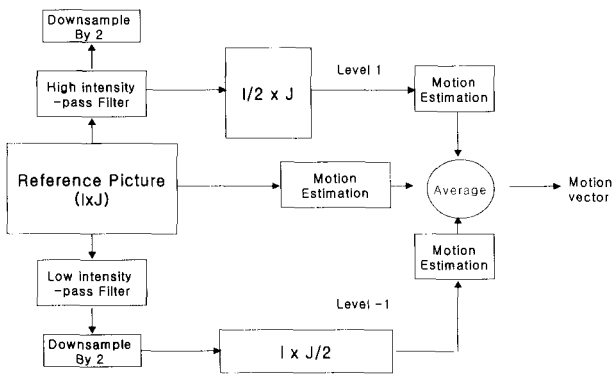 Downsample
By 2
High intensity
-pass Filter
I/2 x J
Level 1
Motion
Estimation
Reference Picture
(IxJ)
Motion
Estimation
Average
Motion
vector
Low intensity
-pass Filter
Motion
Estimation
Level -1
Downsample
By 2
I x J/2